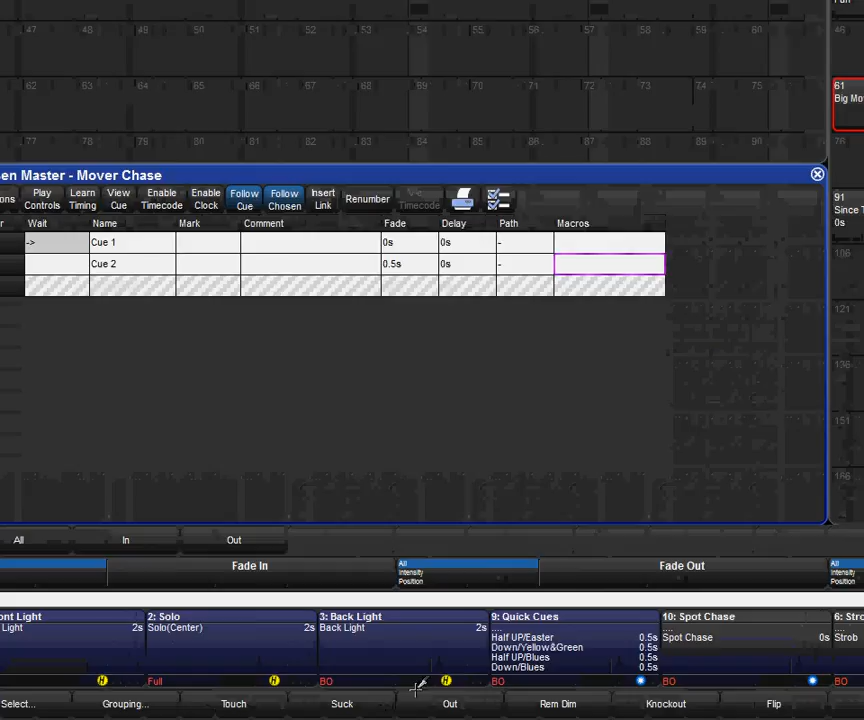 Pan
47 48 49 50 51 52 53 54 55 56 57 58 59 60 46
62 63 64 65 66 67 68 69 70 71 72 73 74 75 61
Big Mo
77 78 79 80 81 82 83 84 85 86 87 88 89 90 76
en Master - Mover Chase
91
Since T
0s
ons Play Controls Learn Timing View Cue Enable Timecode Enable Clock Follow Cue Follow Chosen Insert Link Renumber Timecode
r Wait Name Mark Comment Fade Delay Path Macros
-> Cue 1 0s 0s -
Cue 2 0.5s 0s -
106
121
136
151
166
All In Out
Fade In All Intensity Position Fade Out All Intensity Position
ont Light 2: Solo 3: Back Light 9: Quick Cues 10: Spot Chase 6: Stro
Light 2s Solo(Center) 2s Back Light 2s .... .... Strob
Half UP/Easter 0.5s Spot Chase 0s
Down/Yellow&Green 0.5s
Half UP/Blues 0.5s
Down/Blues 0.5s
H Full H BO H BO BO BO
Select... Grouping... Touch Suck Out Rem Dim Knockout Flip